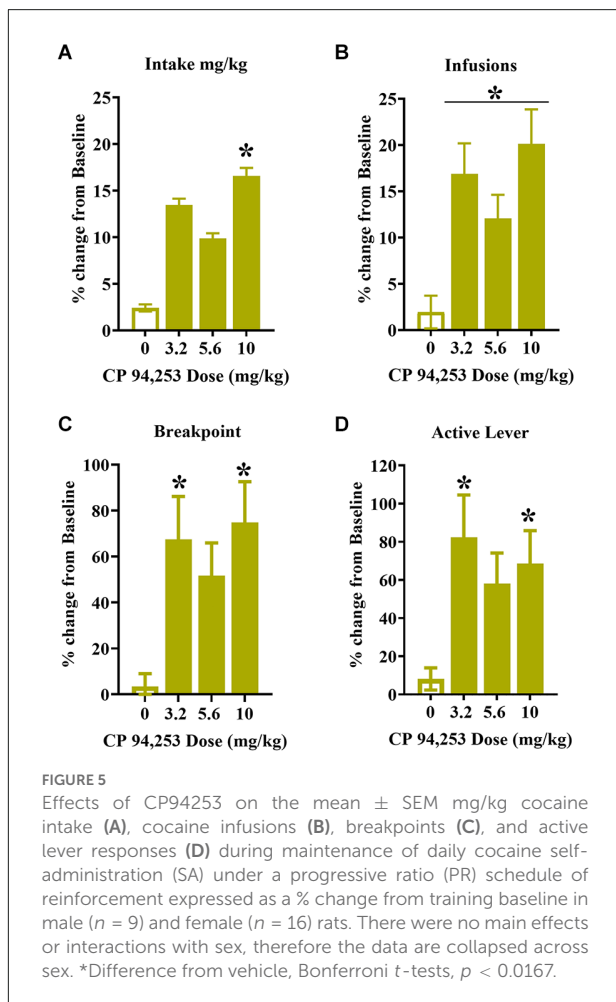 A
Intake mg/kg
*
% change from Baseline
25
20
15
10
5
0
0 3.2 5.6 10
CP 94,253 Dose (mg/kg)
B
Infusions
*
% change from Baseline
25
20
15
10
5
0
0 3.2 5.6 10
CP 94,253 Dose (mg/kg)
C
Breakpoint
* *
% change from Baseline
100
80
60
40
20
0
0 3.2 5.6 10
CP 94,253 Dose (mg/kg)
D
Active Lever
* *
% change from Baseline
120
100
80
60
40
20
0
0 3.2 5.6 10
CP 94,253 Dose (mg/kg)
FIGURE 5
Effects of CP94253 on the mean ± SEM mg/kg cocaine
intake (A), cocaine infusions (B), breakpoints (C), and active
lever responses (D) during maintenance of daily cocaine self-
administration (SA) under a progressive ratio (PR) schedule of
reinforcement expressed as a % change from training baseline in
male (n = 9) and female (n = 16) rats. There were no main effects
or interactions with sex, therefore the data are collapsed across
sex. *Difference from vehicle, Bonferroni t-tests, p < 0.0167.